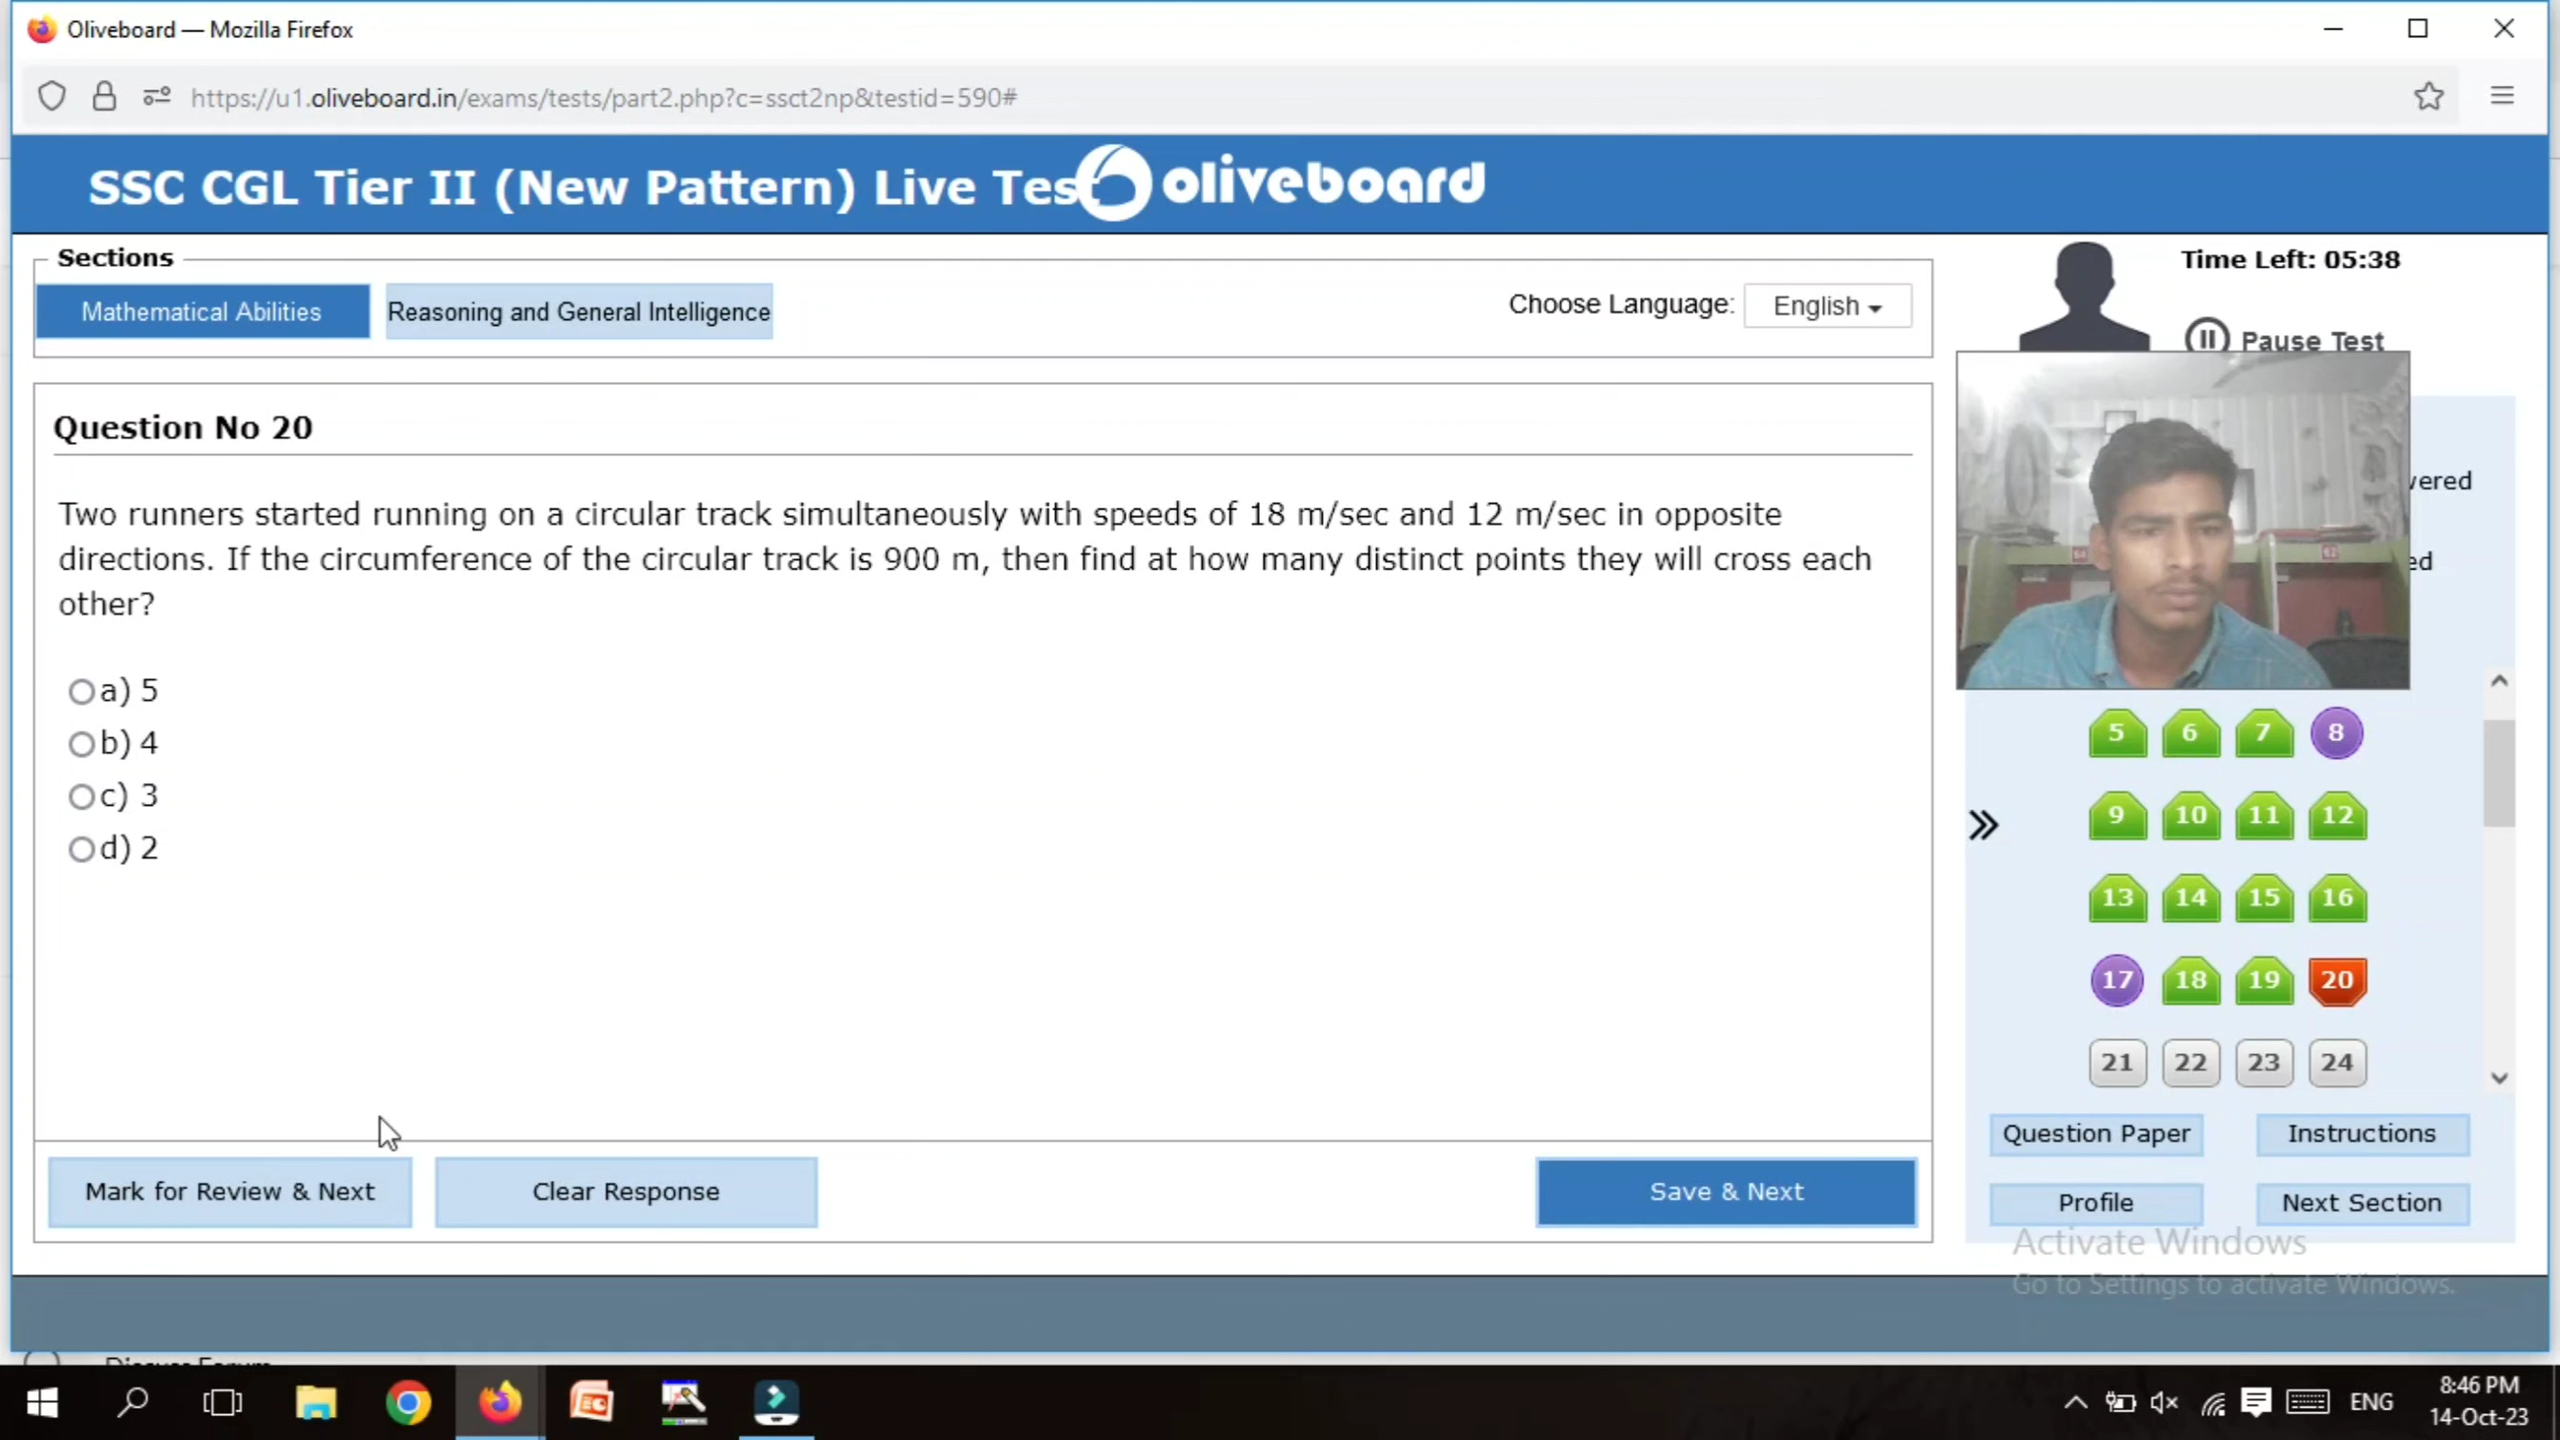 Oliveboard — Mozilla Firefox
https://u1.oliveboard.in/exams/tests/part2.php?c=ssct2np&testid=590#
SSC CGL Tier II (New Pattern) Live Tes
oliveboard
Sections
Mathematical Abilities
Reasoning and General Intelligence
Choose Language:
English
Time Left: 05:38
Pause Test
Question No 20
Two runners started running on a circular track simultaneously with speeds of 18 m/sec and 12 m/sec in opposite
directions. If the circumference of the circular track is 900 m, then find at how many distinct points they will cross each
other?
a) 5
b) 4
c) 3
d) 2
vered
ed
5 6 7 8
9 10 11 12
13 14 15 16
17 18 19 20
21 22 23 24
Mark for Review & Next
Clear Response
Save & Next
Question Paper
Instructions
Profile
Next Section
Activate Windows
Go to Settings to activate Windows.
Discuss Forum
ENG
8:46 PM
14-Oct-23